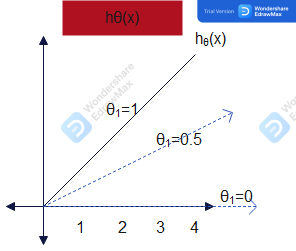 hθ(x)
Trial Version
Wondershare
EdrawMax
hθ(x)
Wondershare
EdrawMax
θ1=1
Wondershare
EdrawMax
θ1=0.5
θ1=0
1 2 3 4